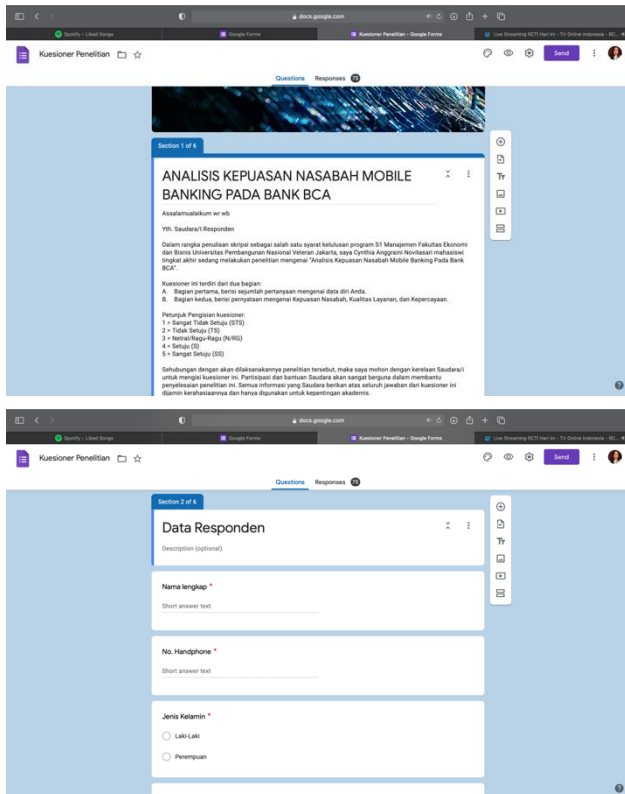 docs.google.com
Spotify – Liked Songs
Google Forms
Kuesioner Penelitian - Google Forms
Live Streaming RCTI Hari Ini - TV Online Indonesia - RC...
Kuesioner Penelitian
Send
Questions Responses 75
Section 1 of 6
ANALISIS KEPUASAN NASABAH MOBILE
BANKING PADA BANK BCA
Assalamualaikum wr wb
Yth. Saudara/I Responden
Dalam rangka penulisan skripsi sebagai salah satu syarat kelulusan program S1 Manajemen Fakultas Ekonomi
dan Bisnis Universitas Pembangunan Nasional Veteran Jakarta, saya Cynthia Anggraini Novitasari mahasiswi
tingkat akhir sedang melakukan penelitian mengenai "Analisis Kepuasan Nasabah Mobile Banking Pada Bank
BCA".
Kuesioner ini terdiri dari dua bagian:
A. Bagian pertama, berisi sejumlah pertanyaan mengenai data diri Anda.
B. Bagian kedua, berisi pernyataan mengenai Kepuasan Nasabah, Kualitas Layanan, dan Kepercayaan.
Petunjuk Pengisian kuesioner:
1 = Sangat Tidak Setuju (STS)
2 = Tidak Setuju (TS)
3 = Netral/Ragu-Ragu (N/RG)
4 = Setuju (S)
5 = Sangat Setuju (SS)
Sehubungan dengan akan dilaksanakannya penelitian tersebut, maka saya mohon dengan kerelaan Saudara/i
untuk mengisi kuesioner ini. Partisipasi dan bantuan Saudara akan sangat berguna dalam membantu
penyelesaian penelitian ini. Semua informasi yang Saudara berikan atas seluruh jawaban dari kuesioner ini
dijamin kerahasiaannya dan hanya digunakan untuk kepentingan akademis.
docs.google.com
Spotify – Liked Songs
Google Forms
Kuesioner Penelitian - Google Forms
Live Streaming RCTI Hari Ini - TV Online Indonesia - RC...
Kuesioner Penelitian
Send
Questions Responses 75
Section 2 of 6
Data Responden
Description (optional)
Nama lengkap *
Short answer text
No. Handphone *
Short answer text
Jenis Kelamin *
Laki-Laki
Perempuan